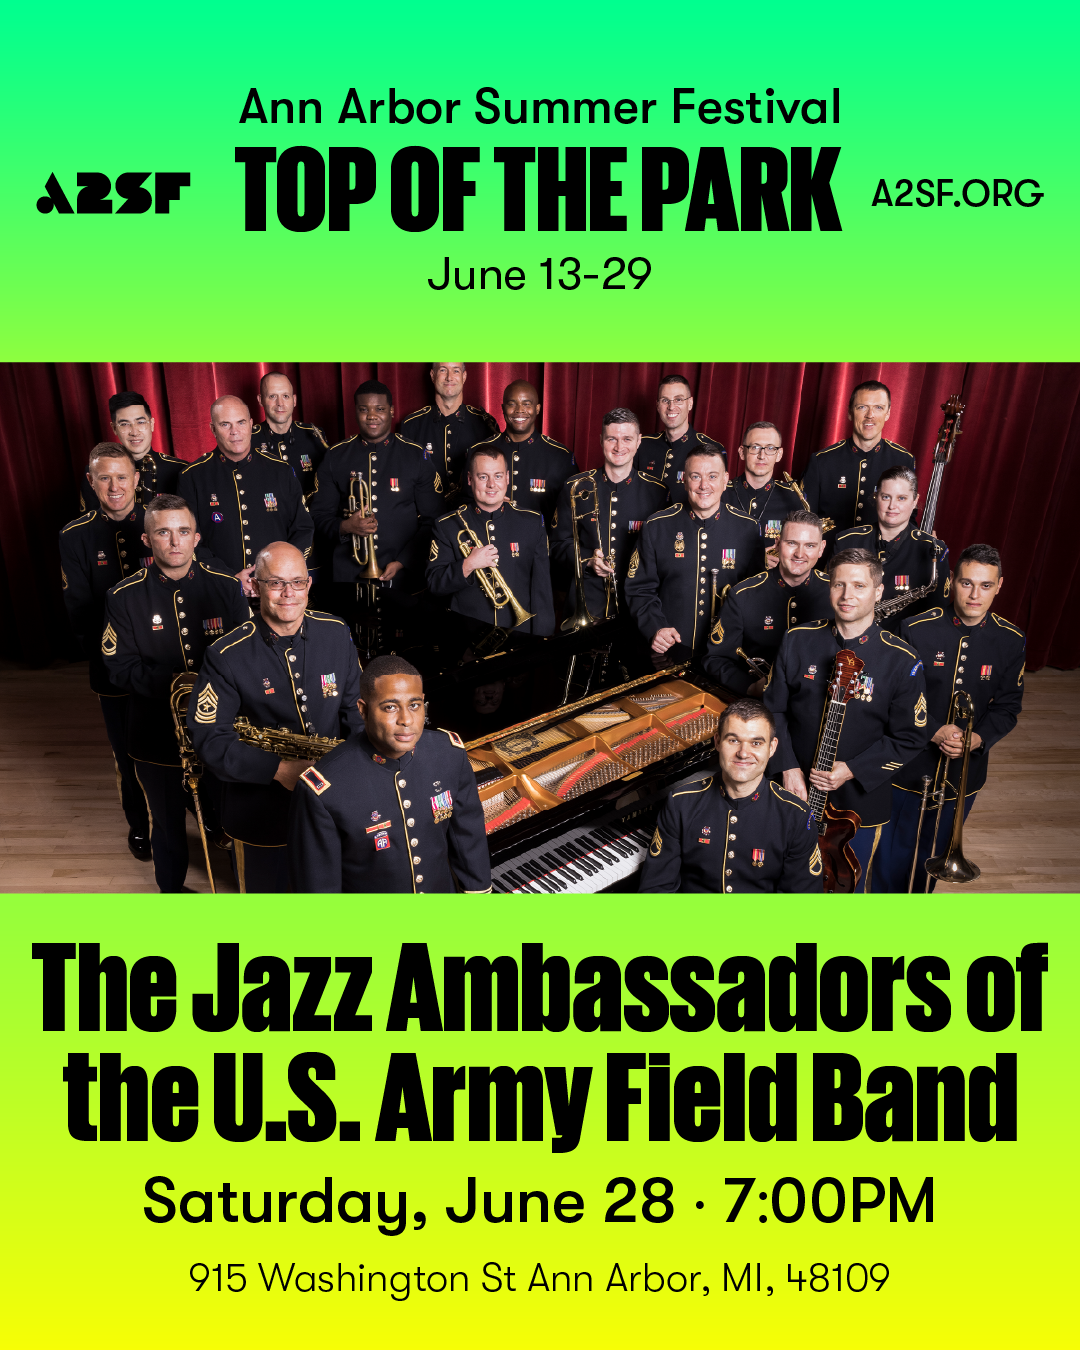 Ann Arbor Summer Festival
A2SF
TOP OF THE PARK
A2SF.ORG
June 13-29
The Jazz Ambassadors of
the U.S. Army Field Band
Saturday, June 28 · 7:00PM
915 Washington St Ann Arbor, MI, 48109